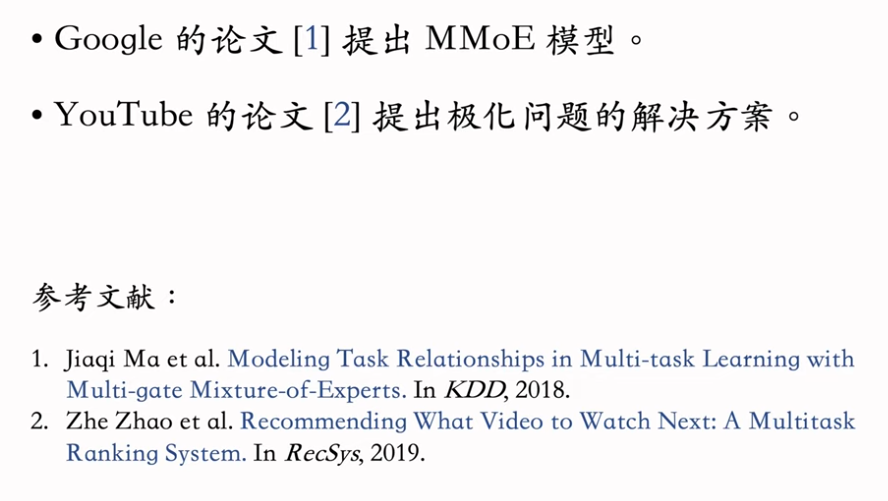 • Google 的论文 [1] 提出 MMoE 模型。
• YouTube 的论文 [2] 提出极化问题的解决方案。
参考文献：
1. Jiaqi Ma et al. Modeling Task Relationships in Multi-task Learning with
Multi-gate Mixture-of-Experts. In KDD, 2018.
2. Zhe Zhao et al. Recommending What Video to Watch Next: A Multitask
Ranking System. In RecSys, 2019.